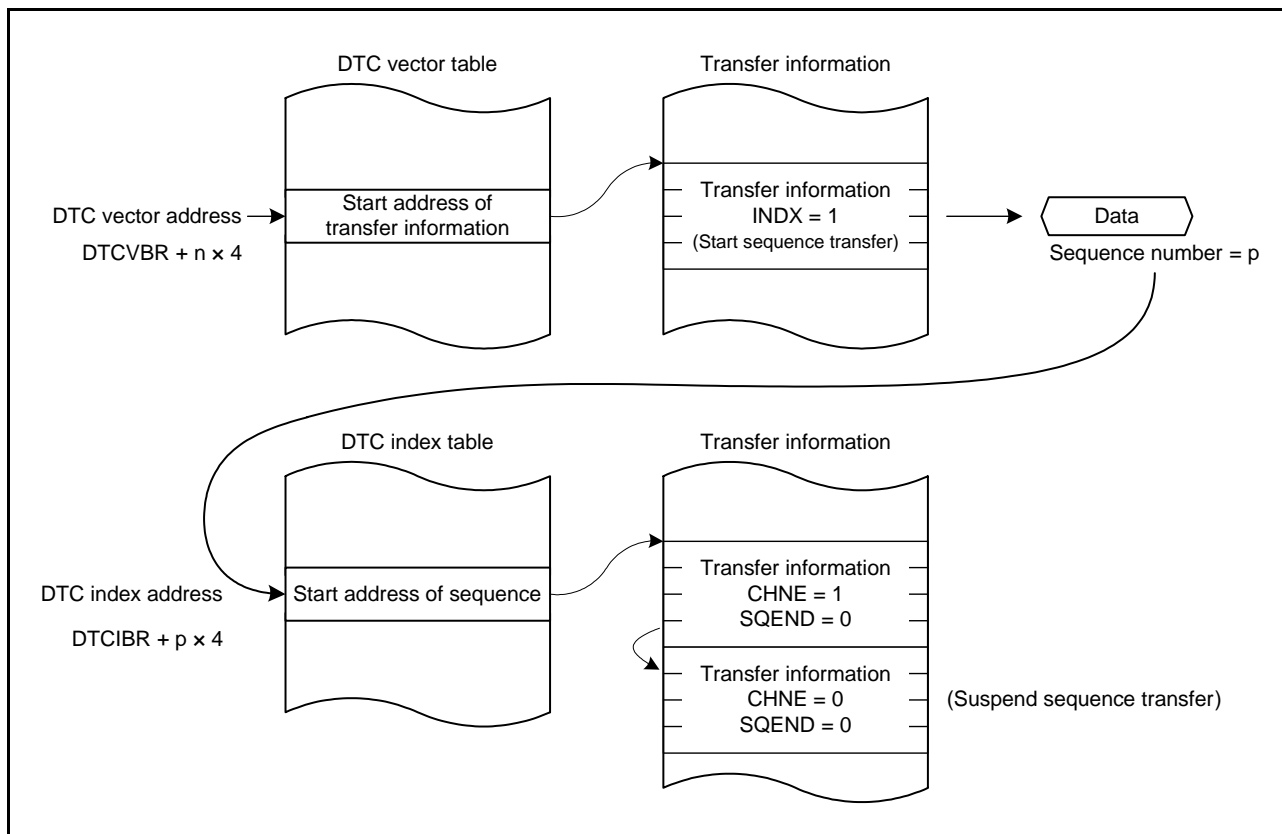 DTC vector table
Transfer information
DTC vector address
DTCVBR + n × 4
Start address of
transfer information
Transfer information
INDX = 1
(Start sequence transfer)
Data
Sequence number = p
DTC index table
Transfer information
DTC index address
DTCIBR + p × 4
Start address of sequence
Transfer information
CHNE = 1
SQEND = 0
Transfer information
CHNE = 0
SQEND = 0
(Suspend sequence transfer)